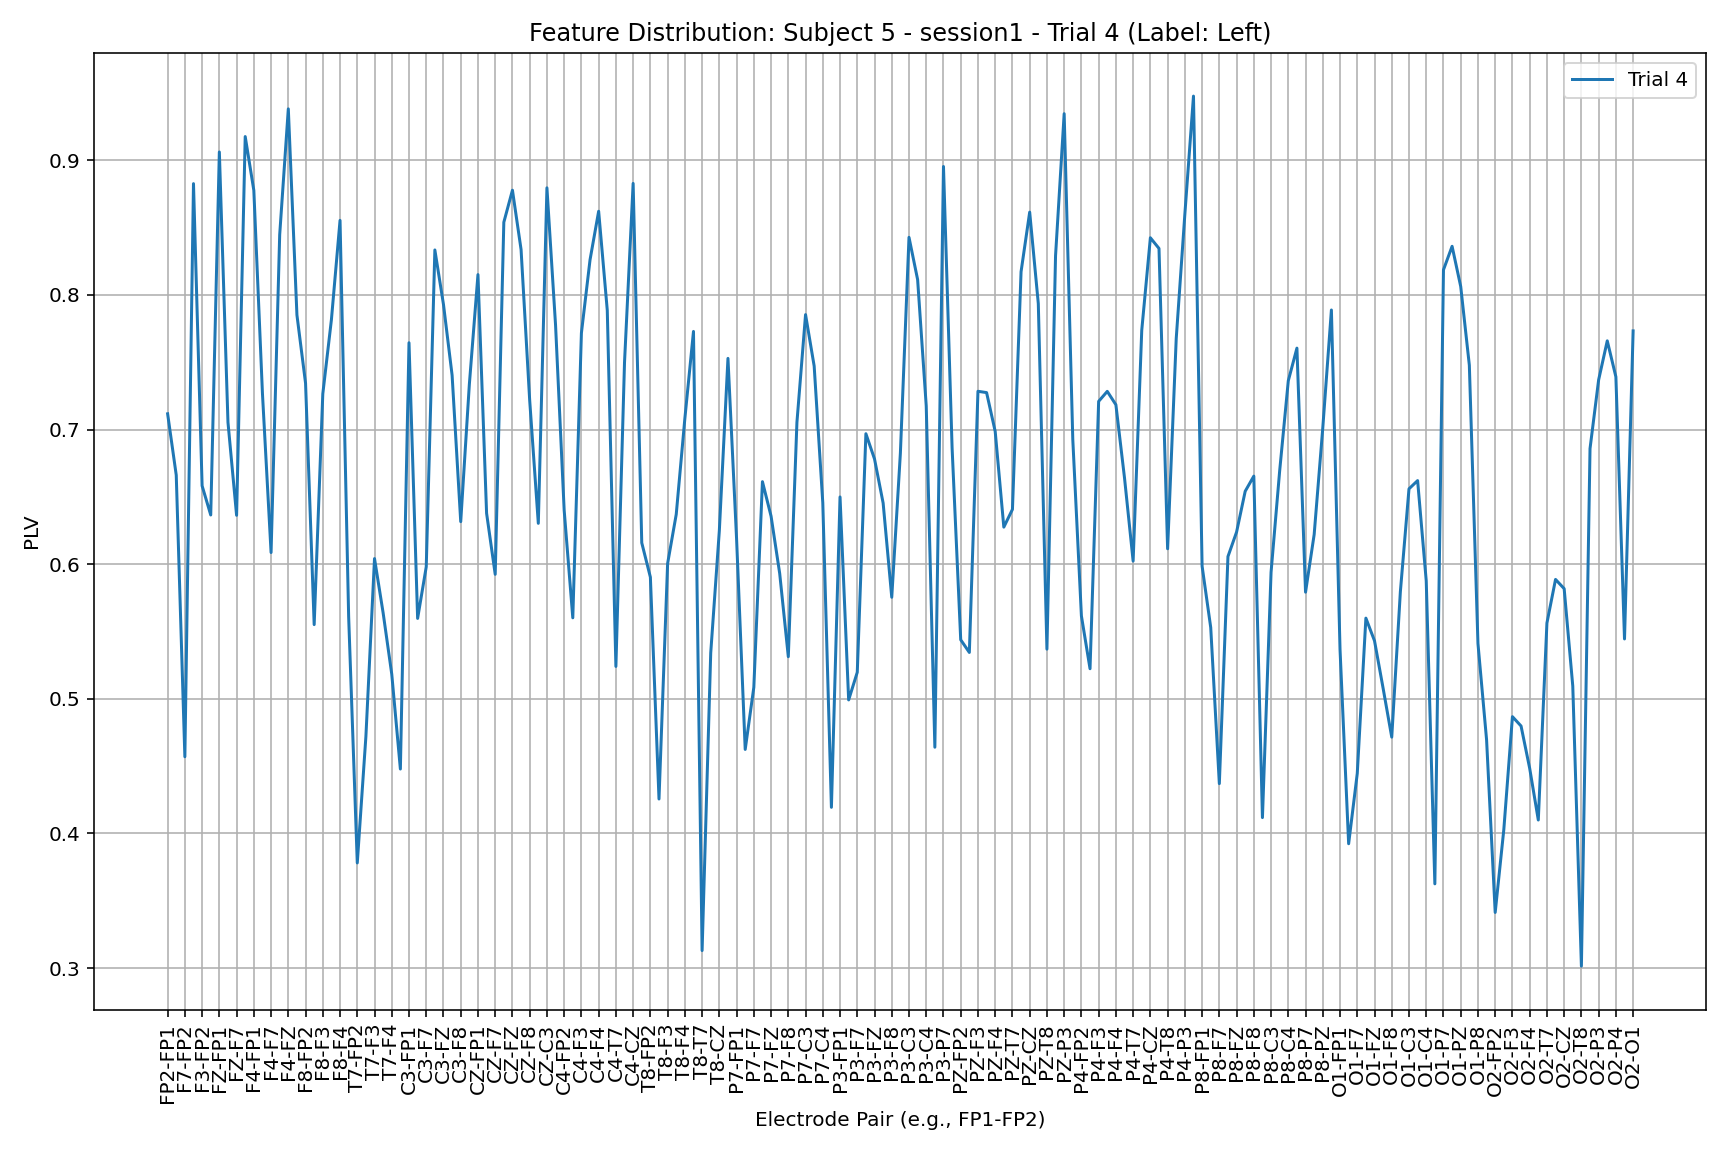 Feature Distribution: Subject 5 - session1 - Trial 4 (Label: Left)
Trial 4
PLV
0.9
0.8
0.7
0.6
0.5
0.4
0.3
FP2-FP1
F7-FP2
F3-FP2
FZ-FP1
FZ-F7
F4-FP1
F4-F7
F4-FZ
F8-FP2
F8-F3
F8-F4
T7-FP2
T7-F3
T7-F4
C3-FP1
C3-F7
C3-FZ
C3-F8
CZ-FP1
CZ-F7
CZ-FZ
CZ-F8
CZ-C3
C4-FP2
C4-F3
C4-F4
C4-T7
C4-CZ
T8-FP2
T8-F3
T8-F4
T8-T7
T8-CZ
P7-FP1
P7-F7
P7-FZ
P7-F8
P7-C3
P7-C4
P3-FP1
P3-F7
P3-FZ
P3-F8
P3-C3
P3-C4
P3-P7
PZ-FP2
PZ-F3
PZ-F4
PZ-T7
PZ-CZ
PZ-T8
PZ-P3
P4-FP2
P4-F3
P4-F4
P4-T7
P4-CZ
P4-T8
P4-P3
P8-FP1
P8-F7
P8-FZ
P8-F8
P8-C3
P8-C4
P8-P7
P8-PZ
O1-FP1
O1-F7
O1-FZ
O1-F8
O1-C3
O1-C4
O1-P7
O1-PZ
O1-P8
O2-FP2
O2-F3
O2-F4
O2-T7
O2-CZ
O2-T8
O2-P3
O2-P4
O2-O1
Electrode Pair (e.g., FP1-FP2)